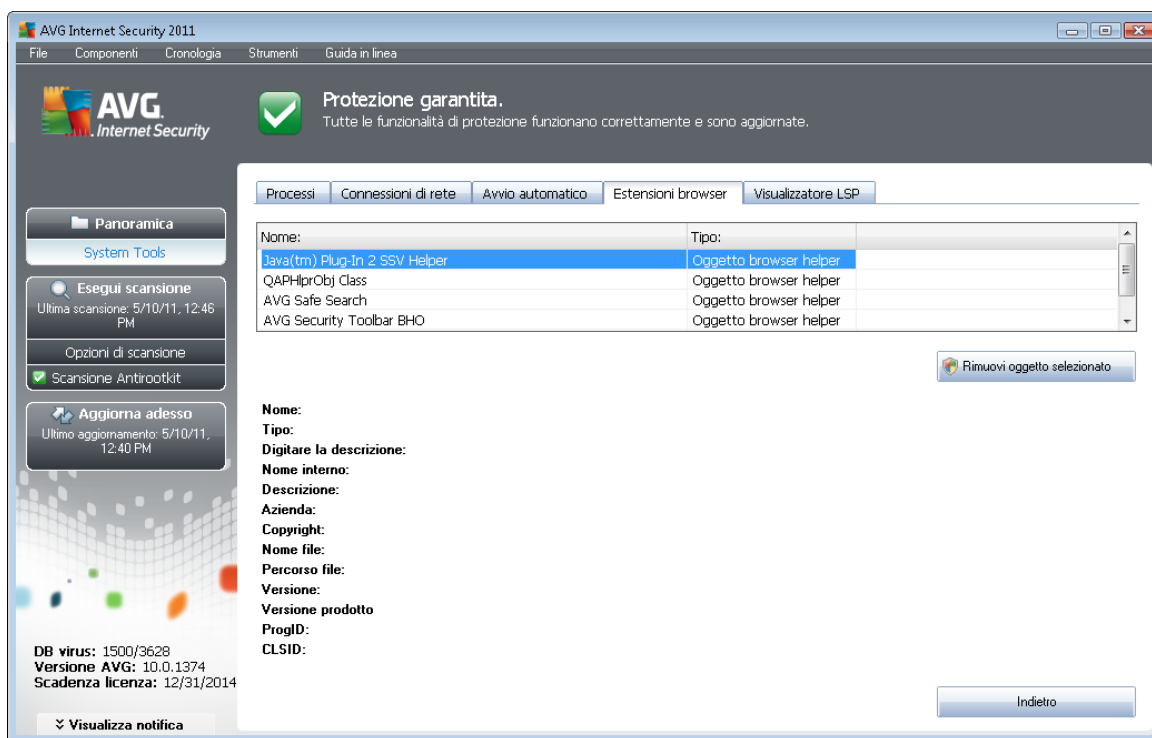 AVG Internet Security 2011
File Componenti Cronologia Strumenti Guida in linea
AVG.
Internet Security
Protezione garantita.
Tutte le funzionalità di protezione funzionano correttamente e sono aggiornate.
Panoramica
System Tools
Esegui scansione
Ultima scansione: 5/10/11, 12:46
PM
Opzioni di scansione
Scansione Antirootkit
Aggiorna adesso
Ultimo aggiornamento: 5/10/11,
12:40 PM
DB virus: 1500/3628
Versione AVG: 10.0.1374
Scadenza licenza: 12/31/2014
Visualizza notifica
Processi Connessioni di rete Avvio automatico Estensioni browser Visualizzatore LSP
Nome: Tipo:
Java(tm) Plug-In 2 SSV Helper Oggetto browser helper
QAPHlprObj Class Oggetto browser helper
AVG Safe Search Oggetto browser helper
AVG Security Toolbar BHO Oggetto browser helper
Rimuovi oggetto selezionato
Nome:
Tipo:
Digitare la descrizione:
Nome interno:
Descrizione:
Azienda:
Copyright:
Nome file:
Percorso file:
Versione:
Versione prodotto
ProgID:
CLSID:
Indietro